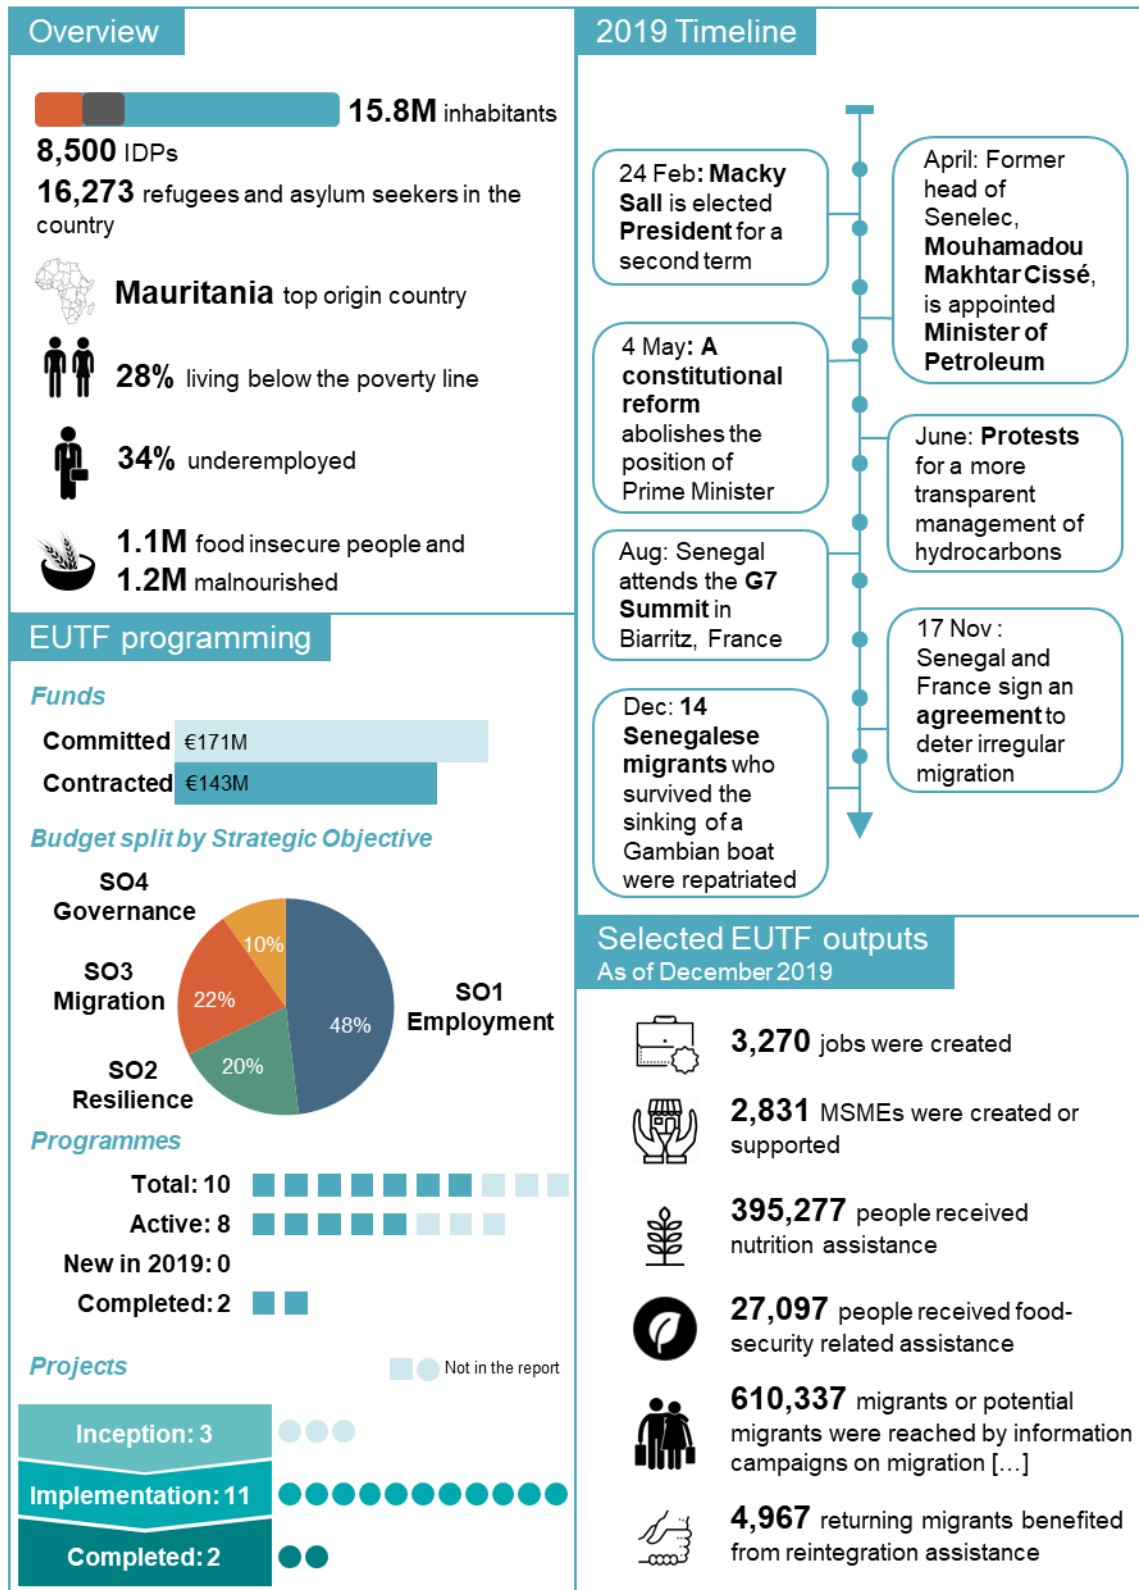 Overview
15.8M inhabitants
8,500 IDPs
16,273 refugees and asylum seekers in the
country
Mauritania top origin country
28% living below the poverty line
34% underemployed
1.1M food insecure people and
1.2M malnourished
EUTF programming
Funds
Committed €171M
Contracted €143M
Budget split by Strategic Objective
SO4
Governance
10%
SO3
Migration
22%
SO1
Employment
48%
SO2
Resilience
20%
Programmes
Total: 10
Active: 8
New in 2019: 0
Completed: 2
Projects
Not in the report
Inception: 3
Implementation: 11
Completed: 2
2019 Timeline
24 Feb: Macky
Sall is elected
President for a
second term
April: Former
head of
Senelec,
Mouhamadou
Makhtar Cissé,
is appointed
Minister of
Petroleum
4 May: A
constitutional
reform
abolishes the
position of
Prime Minister
June: Protests
for a more
transparent
management of
hydrocarbons
Aug: Senegal
attends the G7
Summit in
Biarritz, France
17 Nov :
Senegal and
France sign an
agreement to
deter irregular
migration
Dec: 14
Senegalese
migrants who
survived the
sinking of a
Gambian boat
were repatriated
Selected EUTF outputs
As of December 2019
3,270 jobs were created
2,831 MSMEs were created or
supported
395,277 people received
nutrition assistance
27,097 people received food-
security related assistance
610,337 migrants or potential
migrants were reached by information
campaigns on migration [...]
4,967 returning migrants benefited
from reintegration assistance